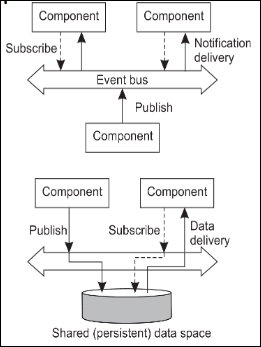 Component
Component
Subscribe
Notification
delivery
Event bus
Publish
Component
Component
Component
Publish
Subscribe
Data
delivery
Shared (persistent) data space